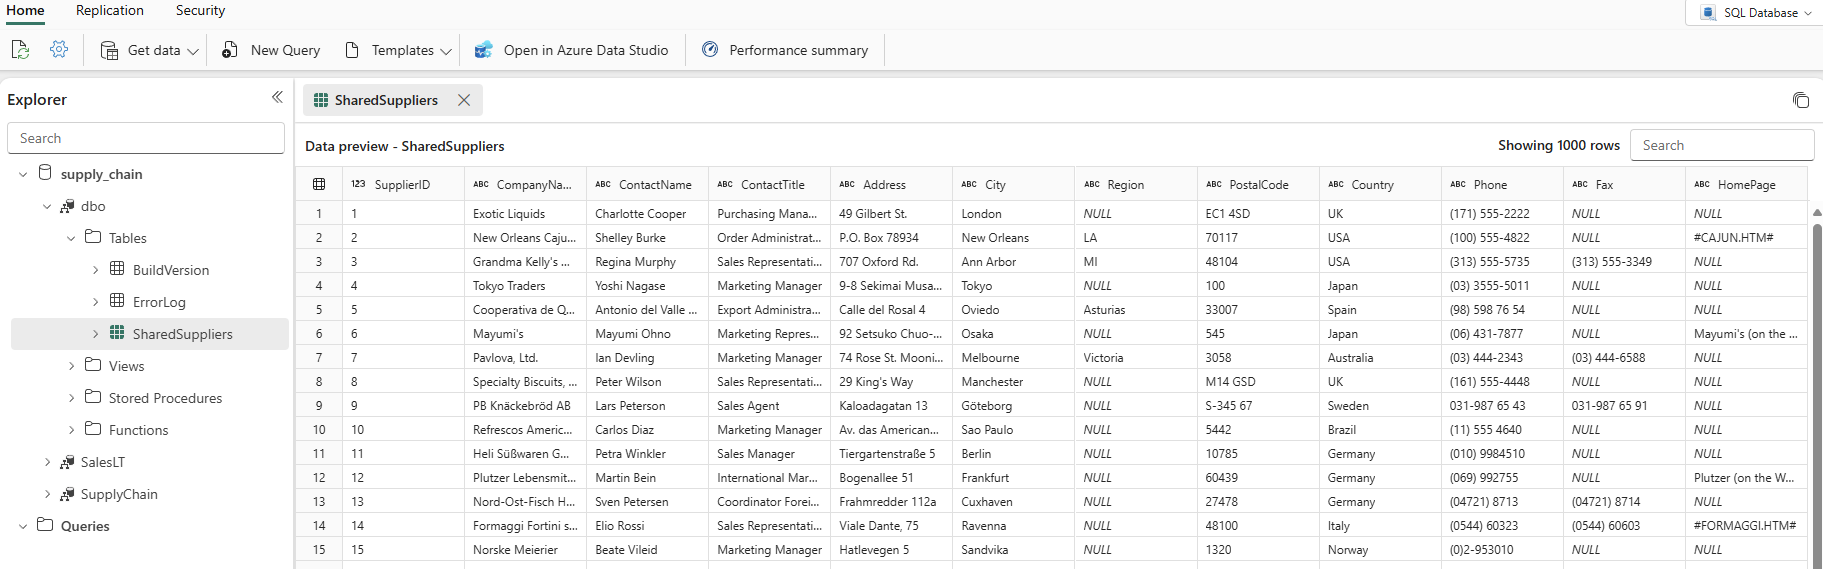 Home Replication Security SQL Database
Get data New Query Templates Open in Azure Data Studio Performance summary
Explorer
Search
supply_chain
dbo
Tables
BuildVersion
ErrorLog
SharedSuppliers
Views
Stored Procedures
Functions
SalesLT
SupplyChain
Queries
SharedSuppliers
Data preview - SharedSuppliers Showing 1000 rows Search
123 SupplierID ABC CompanyNa... ABC ContactName ABC ContactTitle ABC Address ABC City ABC Region ABC PostalCode ABC Country ABC Phone ABC Fax ABC HomePage
1 1 Exotic Liquids Charlotte Cooper Purchasing Mana... 49 Gilbert St. London NULL EC1 4SD UK (171) 555-2222 NULL NULL
2 2 New Orleans Caju... Shelley Burke Order Administrat... P.O. Box 78934 New Orleans LA 70117 USA (100) 555-4822 NULL #CAJUN.HTM#
3 3 Grandma Kelly's ... Regina Murphy Sales Representati... 707 Oxford Rd. Ann Arbor MI 48104 USA (313) 555-5735 (313) 555-3349 NULL
4 4 Tokyo Traders Yoshi Nagase Marketing Manager 9-8 Sekimai Musa... Tokyo NULL 100 Japan (03) 3555-5011 NULL NULL
5 5 Cooperativa de Q... Antonio del Valle ... Export Administra... Calle del Rosal 4 Oviedo Asturias 33007 Spain (98) 598 76 54 NULL NULL
6 6 Mayumi's Mayumi Ohno Marketing Repres... 92 Setsuko Chuo-... Osaka NULL 545 Japan (06) 431-7877 NULL Mayumi's (on the ...
7 7 Pavlova, Ltd. Ian Devling Marketing Manager 74 Rose St. Mooni... Melbourne Victoria 3058 Australia (03) 444-2343 (03) 444-6588 NULL
8 8 Specialty Biscuits, ... Peter Wilson Sales Representati... 29 King's Way Manchester NULL M14 GSD UK (161) 555-4448 NULL NULL
9 9 PB Knäckebröd AB Lars Peterson Sales Agent Kaloadagatan 13 Göteborg NULL S-345 67 Sweden 031-987 65 43 031-987 65 91 NULL
10 10 Refrescos Americ... Carlos Diaz Marketing Manager Av. das American... Sao Paulo NULL 5442 Brazil (11) 555 4640 NULL NULL
11 11 Heli Süßwaren G... Petra Winkler Sales Manager Tiergartenstraße 5 Berlin NULL 10785 Germany (010) 9984510 NULL NULL
12 12 Plutzer Lebensmit... Martin Bein International Mar... Bogenallee 51 Frankfurt NULL 60439 Germany (069) 992755 NULL Plutzer (on the W...
13 13 Nord-Ost-Fisch H... Sven Petersen Coordinator Forei... Frahmredder 112a Cuxhaven NULL 27478 Germany (04721) 8713 (04721) 8714 NULL
14 14 Formaggi Fortini s... Elio Rossi Sales Representati... Viale Dante, 75 Ravenna NULL 48100 Italy (0544) 60323 (0544) 60603 #FORMAGGI.HTM#
15 15 Norske Meierier Beate Vileid Marketing Manager Hatlevegen 5 Sandvika NULL 1320 Norway (0)2-953010 NULL NULL